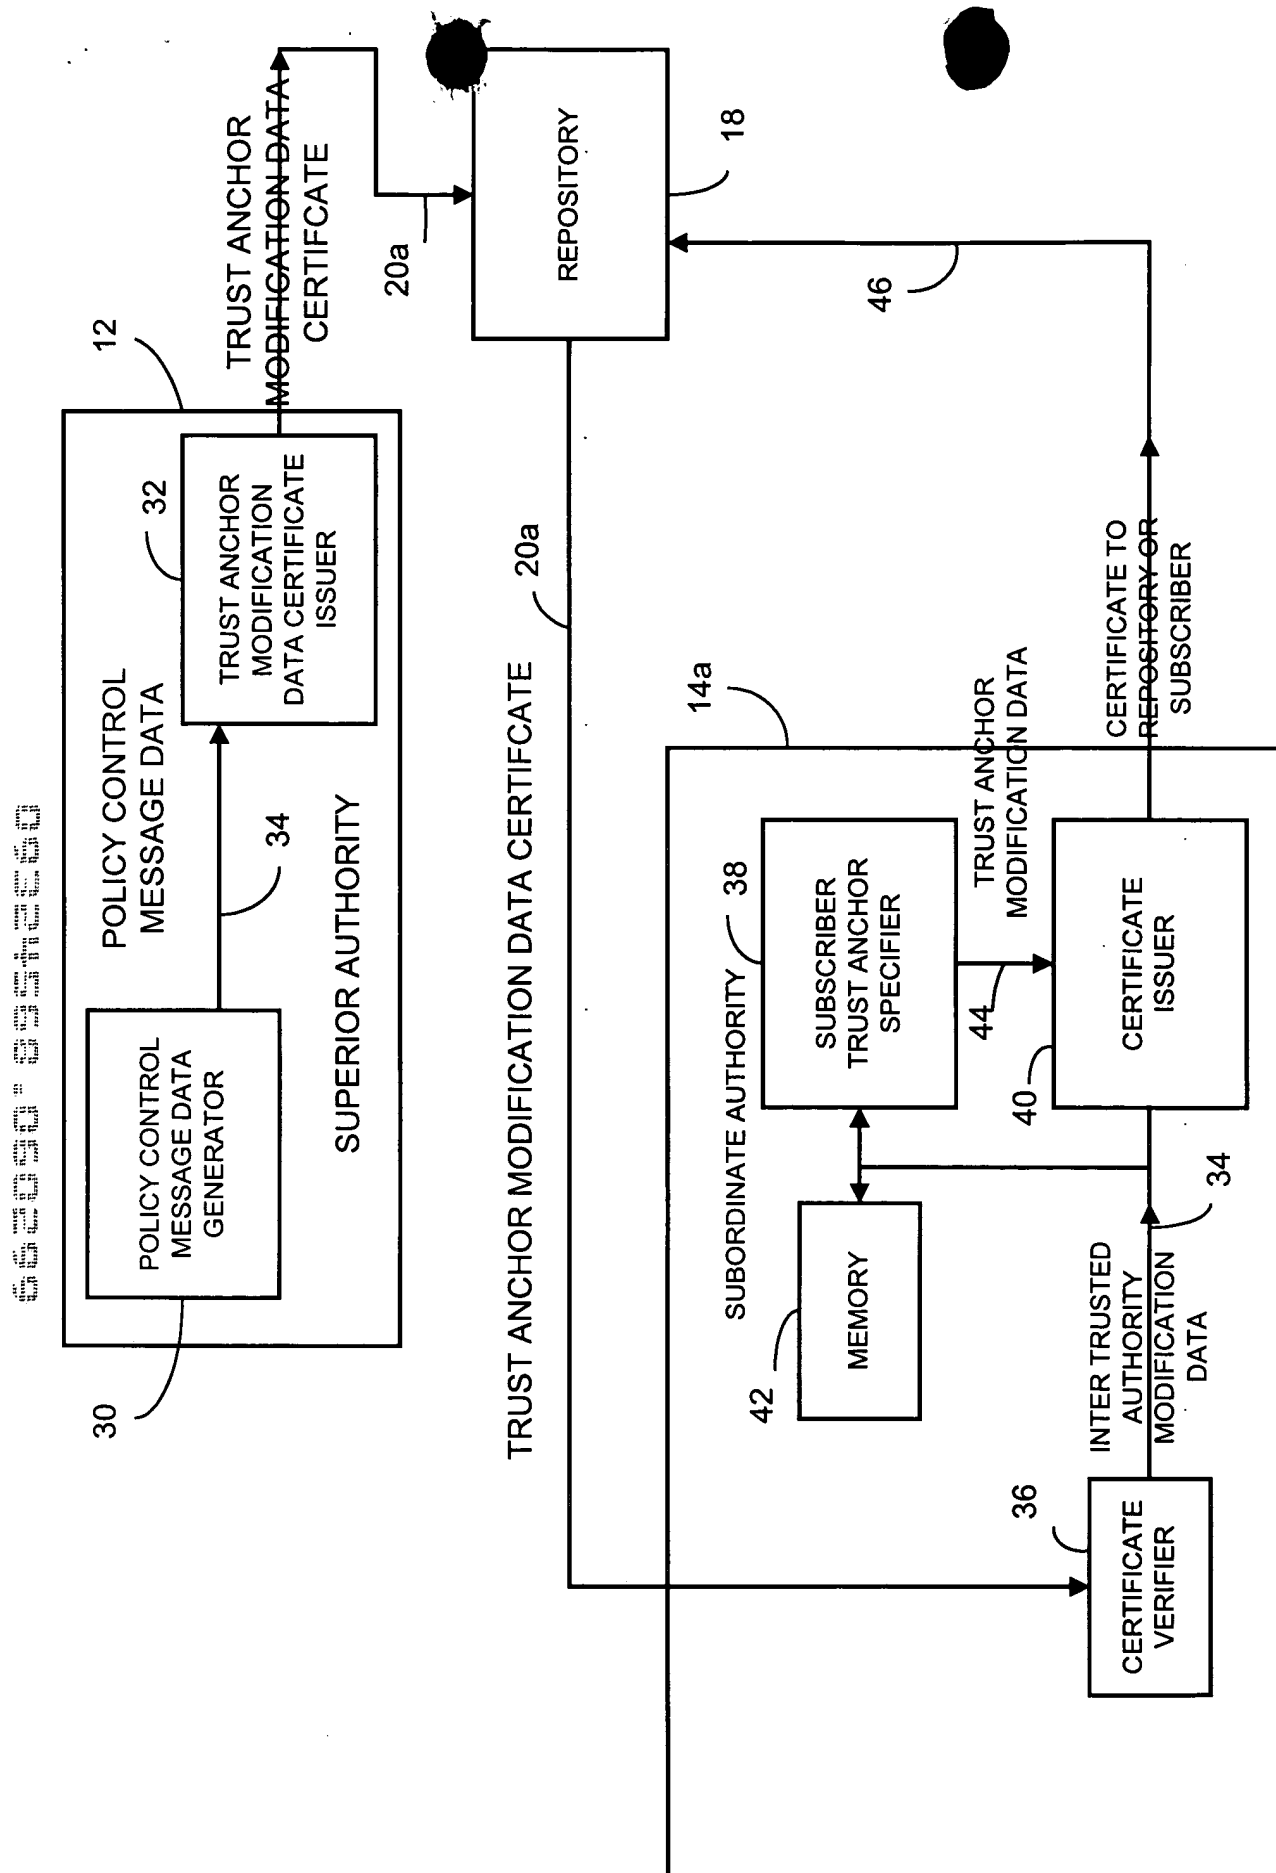 30
POLICY CONTROL
MESSAGE DATA
GENERATOR
POLICY CONTROL
MESSAGE DATA
34
SUPERIOR AUTHORITY
32
TRUST ANCHOR
MODIFICATION
DATA CERTIFICATE
ISSUER
12
TRUST ANCHOR
MODIFICATION DATA
CERTIFCATE
20a
REPOSITORY
18
TRUST ANCHOR MODIFICATION DATA CERTIFCATE
20a
14a
SUBORDINATE AUTHORITY
42
MEMORY
38
SUBSCRIBER
TRUST ANCHOR
SPECIFIER
44
TRUST ANCHOR
MODIFICATION DATA
46
36
CERTIFICATE
VERIFIER
INTER TRUSTED
AUTHORITY
MODIFICATION
DATA
34
40
CERTIFICATE
ISSUER
CERTIFICATE TO
REPOSITORY OR
SUBSCRIBER